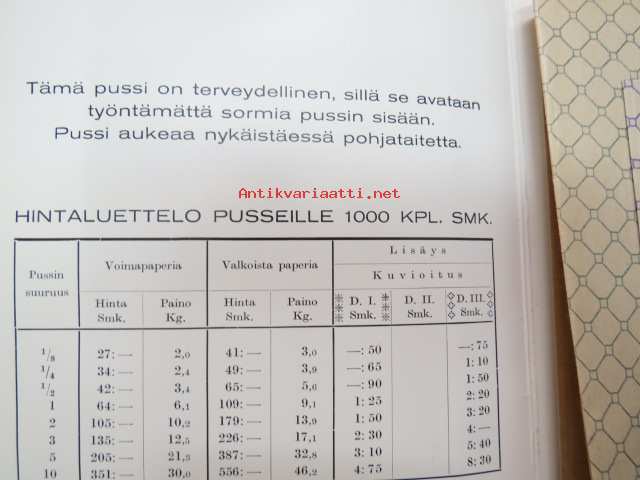 Tämä pussi on terveydellinen, sillä se avataan
työntämättä sormia pussin sisään.
Pussi aukeaa nykäistäessä pohjataitetta.
Antikvariaatti.net
HINTALUETTELO PUSSEILLE 1000 KPL. SMK.
Pussin suuruus Voimapaperia Valkoista paperia Lisäys
Kuvioitus
Hinta Smk. Paino Kg. Hinta Smk. Paino Kg. D. I. Smk. D. II. Smk. D. III. Smk.
1/8 27: — 2,0 41: — 3,0 —: 50 —: 75
1/4 34: — 2,4 49: — 3,9 —: 65 1: 10
1/2 42: — 3,4 65: — 5,0 —: 90 1: 50
1 64: — 6,1 109: — 9,1 1: 25 2: 20
2 105: — 10,2 179: — 13,9 1: 50 3: 20
3 135: — 12,5 226: — 17,1 2: 30 4: —
5 205: — 21,3 387: — 32,8 3: 10 5: 40
10 351: — 30,0 556: — 46,2 4: 75 8: 30